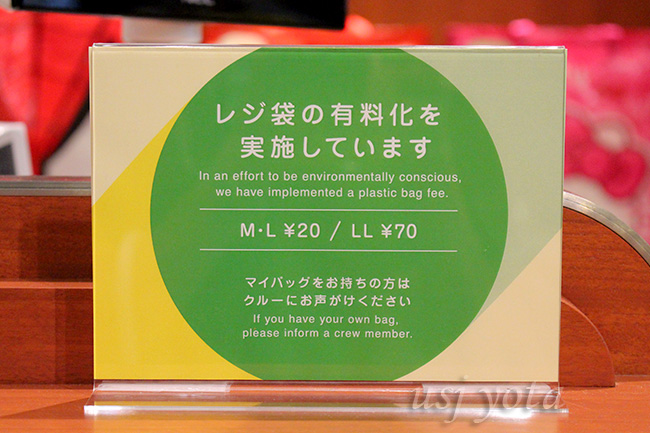 レジ袋の有料化を
実施しています
In an effort to be environmentally conscious,
we have implemented a plastic bag fee.
M・L ¥20 / LL ¥70
マイバッグをお持ちの方は
クルーにお声がけください
If you have your own bag,
please inform a crew member.
usj yota